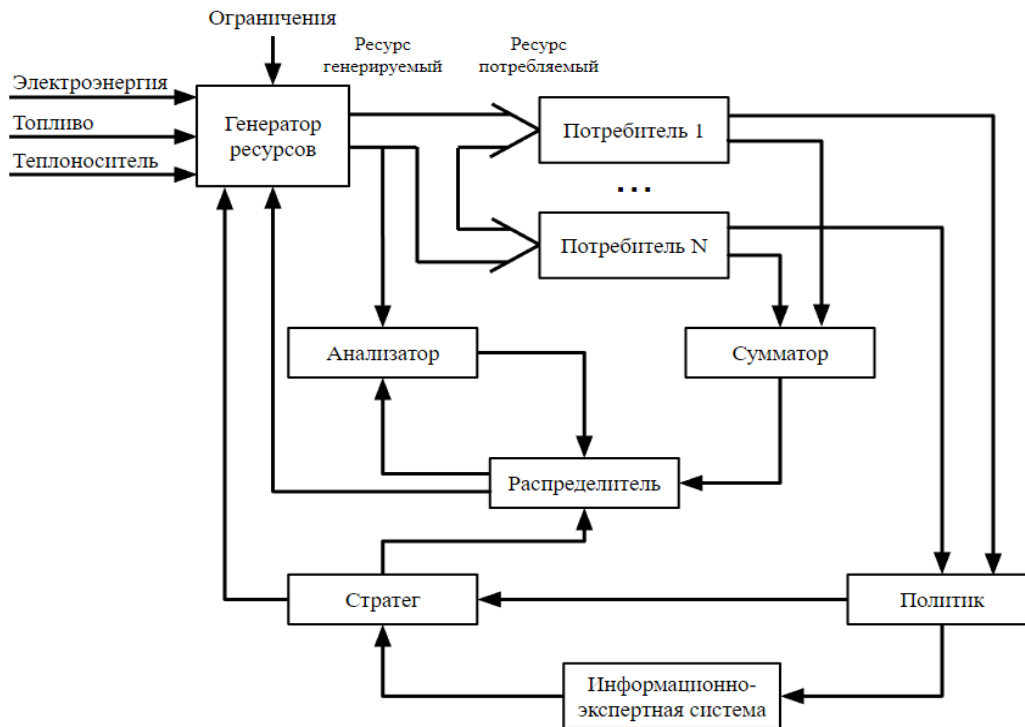 Ограничения
Ресурс
генерируемый
Ресурс
потребляемый
Электроэнергия
Топливо
Теплоноситель
Генератор
ресурсов
Потребитель 1
...
Потребитель N
Анализатор
Сумматор
Распределитель
Стратег
Политик
Информационно-
экспертная система